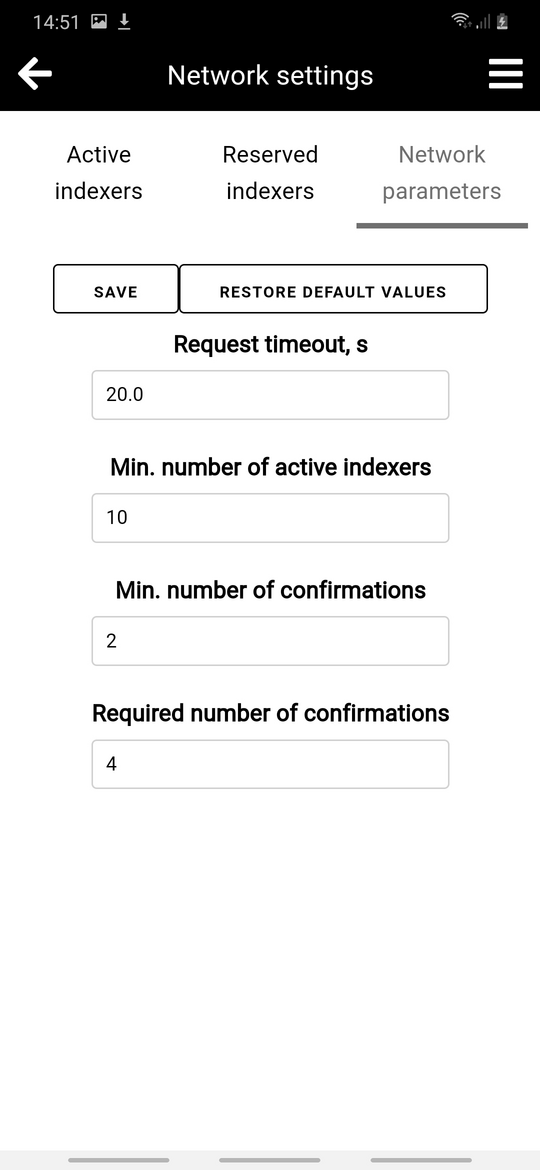 14:51
Network settings
Active
indexers
Reserved
indexers
Network
parameters
SAVE
RESTORE DEFAULT VALUES
Request timeout, s
20.0
Min. number of active indexers
10
Min. number of confirmations
2
Required number of confirmations
4